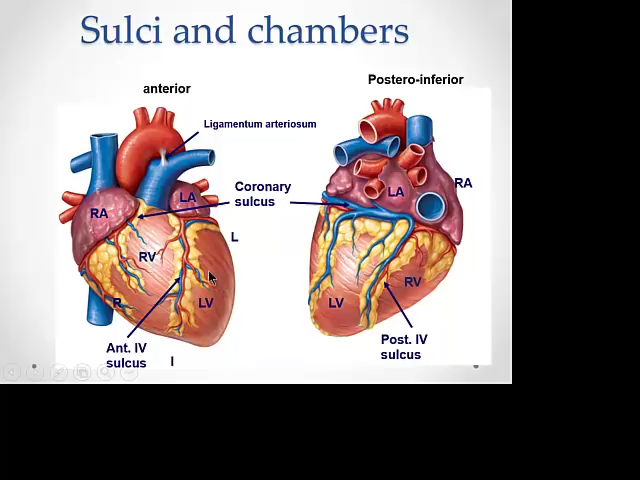 Sulci and chambers
anterior
Postero-inferior
Ligamentum arteriosum
Coronary
sulcus
RA
LA
RV
L
R
LV
Ant. IV
sulcus
I
LA
RA
RV
LV
Post. IV
sulcus